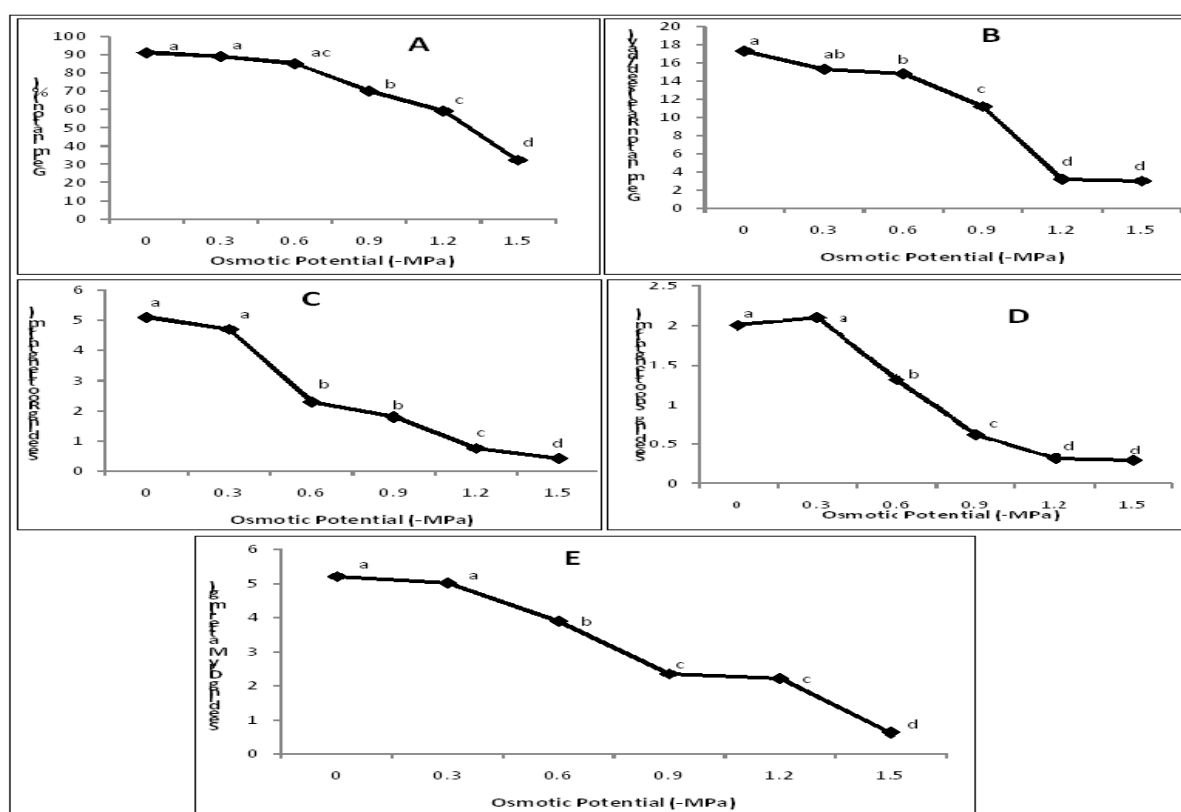 A
100
90
80
70
60
50
40
30
20
10
0
a
a
ac
b
c
d
0 0.3 0.6 0.9 1.2 1.5
Osmotic Potential (-MPa)
B
20
18
16
14
12
10
8
6
4
2
0
a
ab
b
c
d
d
0 0.3 0.6 0.9 1.2 1.5
Osmotic Potential (-MPa)
C
6
5
4
3
2
1
0
a
a
b
b
c
d
0 0.3 0.6 0.9 1.2 1.5
Osmotic Potential (-MPa)
D
2.5
2
1.5
1
0.5
0
a
a
b
c
d
d
0 0.3 0.6 0.9 1.2 1.5
Osmotic Potential (-MPa)
E
6
5
4
3
2
1
0
a
a
b
c
c
d
0 0.3 0.6 0.9 1.2 1.5
Osmotic Potential (-MPa)